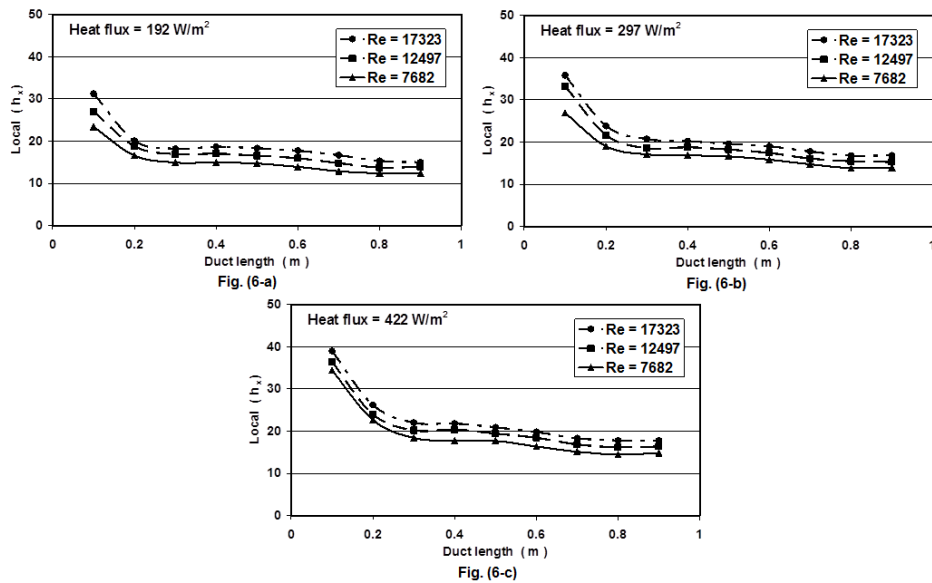 Heat flux = 192 W/m²
Re = 17323
Re = 12497
Re = 7682
Local ( hₓ )
50
40
30
20
10
0
0 0.2 0.4 0.6 0.8 1
Duct length ( m )
Fig. (6-a)
Heat flux = 297 W/m²
Re = 17323
Re = 12497
Re = 7682
Local ( hₓ )
50
40
30
20
10
0
0 0.2 0.4 0.6 0.8 1
Duct length ( m )
Fig. (6-b)
Heat flux = 422 W/m²
Re = 17323
Re = 12497
Re = 7682
Local ( hₓ )
50
40
30
20
10
0
0 0.2 0.4 0.6 0.8 1
Duct length ( m )
Fig. (6-c)